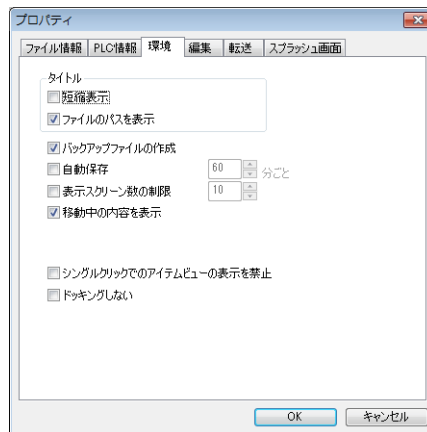 プロパティ
ファイル情報 PLC情報 環境 編集 転送 スプラッシュ画面
タイトル
短縮表示
ファイルのパスを表示
バックアップファイルの作成
自動保存 60 分ごと
表示スクリーン数の制限 10
移動中の内容を表示
シングルクリックでのアイテムビューの表示を禁止
ドッキングしない
OK キャンセル